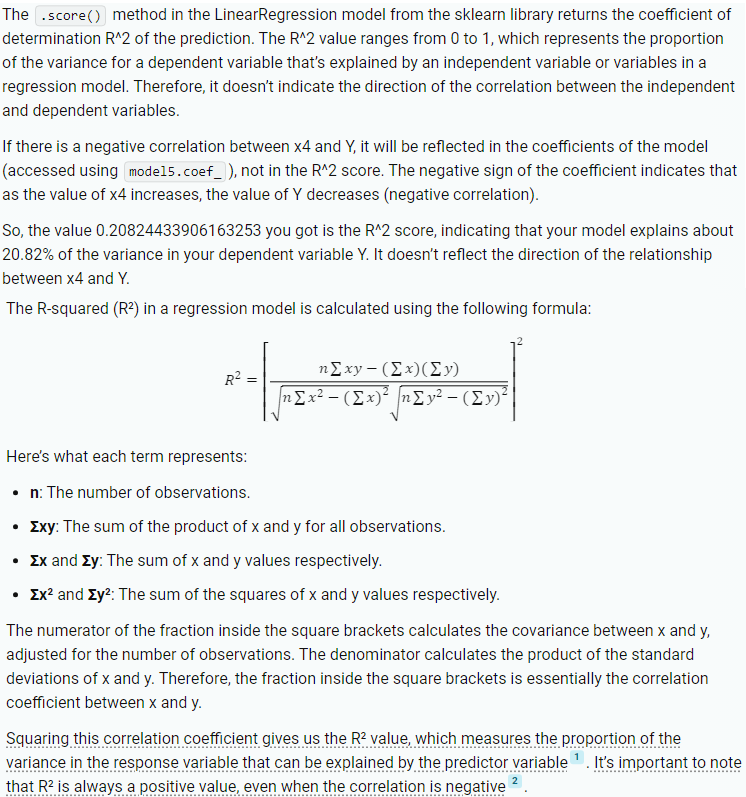 The .score() method in the LinearRegression model from the sklearn library returns the coefficient of
determination R^2 of the prediction. The R^2 value ranges from 0 to 1, which represents the proportion
of the variance for a dependent variable that's explained by an independent variable or variables in a
regression model. Therefore, it doesn't indicate the direction of the correlation between the independent
and dependent variables.
If there is a negative correlation between x4 and Y, it will be reflected in the coefficients of the model
(accessed using model5.coef_ ), not in the R^2 score. The negative sign of the coefficient indicates that
as the value of x4 increases, the value of Y decreases (negative correlation).
So, the value 0.20824433906163253 you got is the R^2 score, indicating that your model explains about
20.82% of the variance in your dependent variable Y. It doesn't reflect the direction of the relationship
between x4 and Y.
The R-squared (R²) in a regression model is calculated using the following formula:
R² = [ n∑xy − (∑x)(∑y) / √n∑x² − (∑x)² √n∑y² − (∑y)² ]²
Here's what each term represents:
• n: The number of observations.
• Σxy: The sum of the product of x and y for all observations.
• Σx and Σy: The sum of x and y values respectively.
• Σx² and Σy²: The sum of the squares of x and y values respectively.
The numerator of the fraction inside the square brackets calculates the covariance between x and y,
adjusted for the number of observations. The denominator calculates the product of the standard
deviations of x and y. Therefore, the fraction inside the square brackets is essentially the correlation
coefficient between x and y.
Squaring this correlation coefficient gives us the R² value, which measures the proportion of the
variance in the response variable that can be explained by the predictor variable 1 . It's important to note
that R² is always a positive value, even when the correlation is negative 2 .